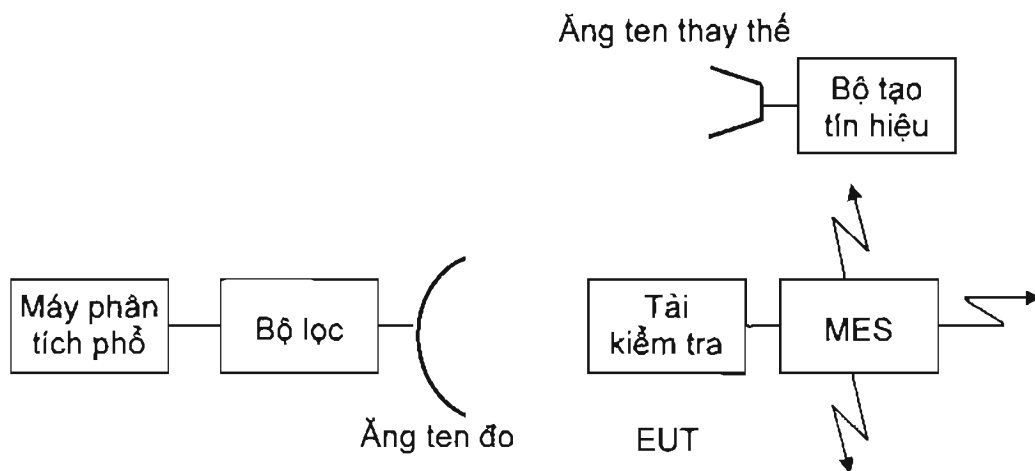 Ăng ten thay thế
Bộ tạo
tín hiệu
Máy phân
tích phổ
Bộ lọc
Ăng ten đo
Tải
kiểm tra
MES
EUT